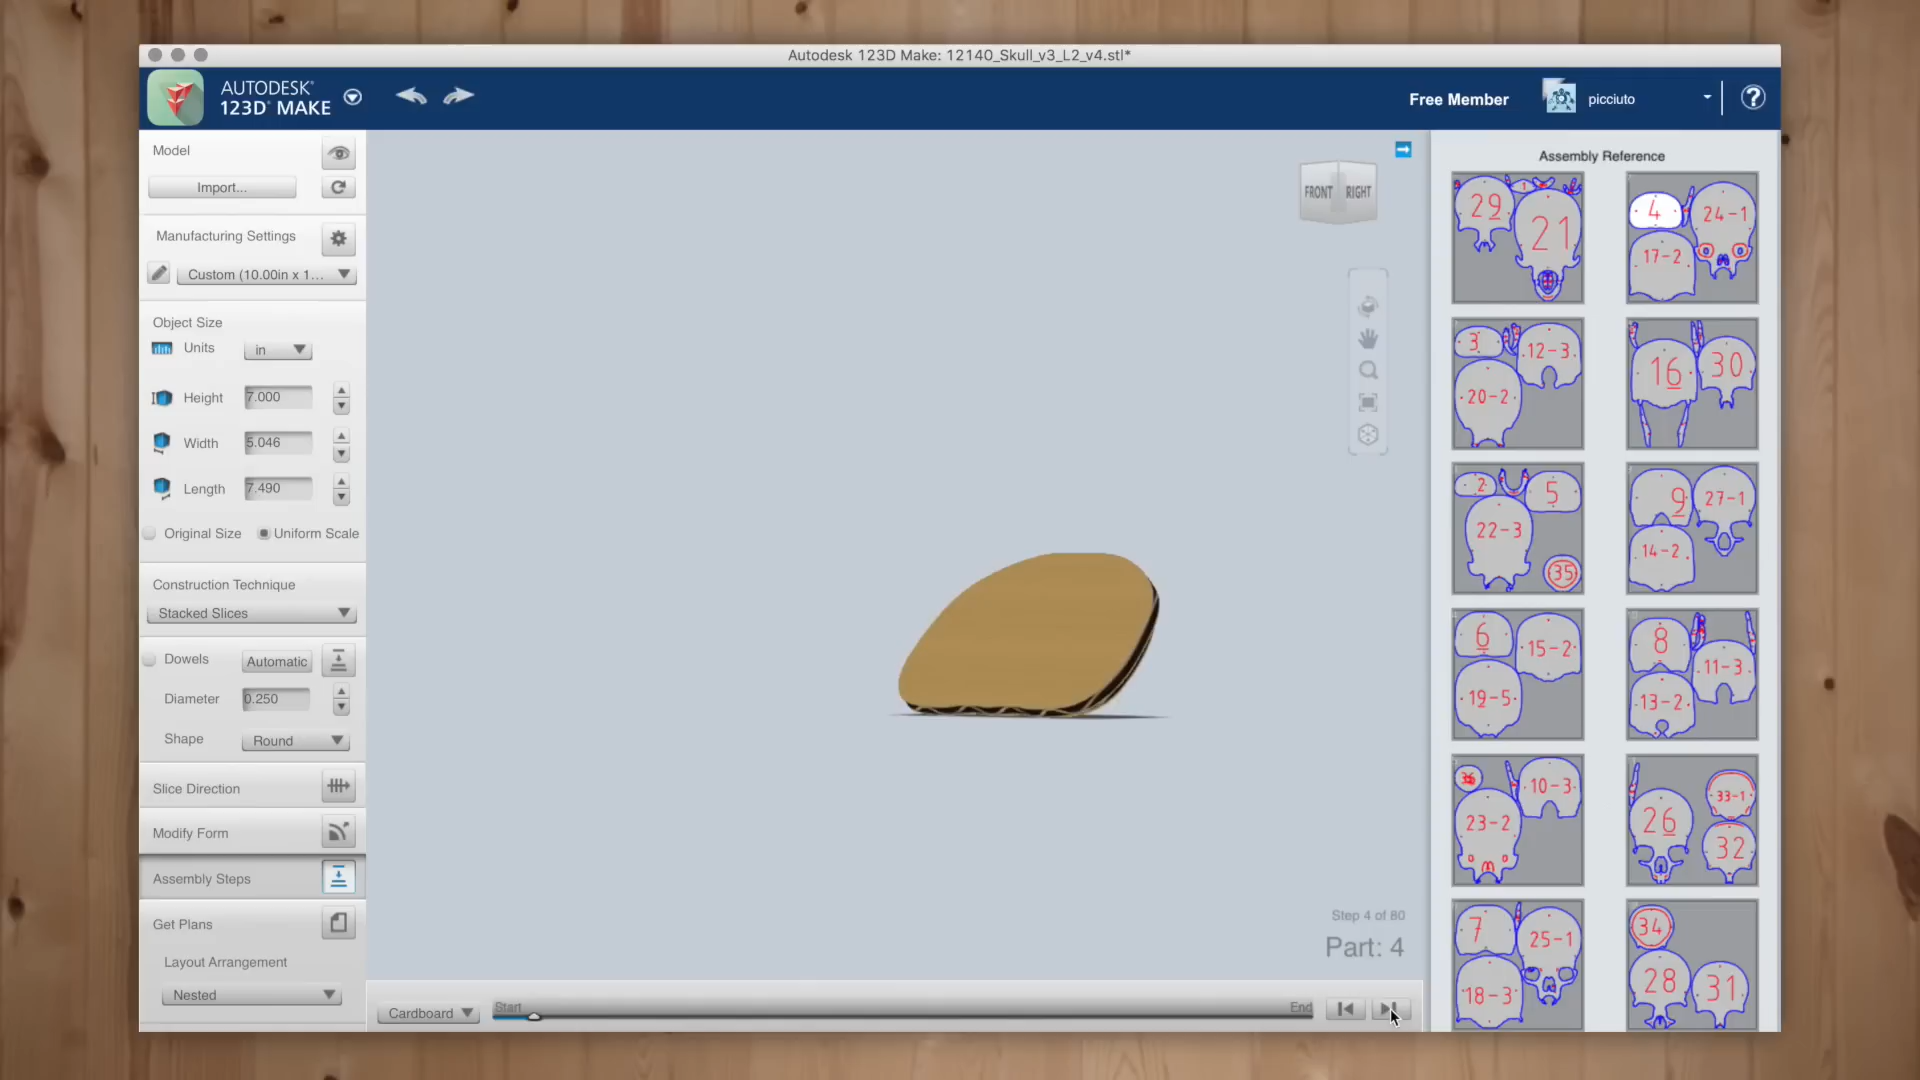 Autodesk 123D Make: 12140_Skull_v3_L2_v4.stl*
AUTODESK®
123D® MAKE
Free Member
picciuto
?
Model
Import...
Manufacturing Settings
Custom (10.00in x 1...
Object Size
Units
in
Height
7.000
Width
5.046
Length
7.490
Original Size
Uniform Scale
Construction Technique
Stacked Slices
Dowels
Automatic
Diameter
0.250
Shape
Round
Slice Direction
Modify Form
Assembly Steps
Get Plans
Layout Arrangement
Nested
FRONT
RIGHT
Step 4 of 80
Part: 4
Cardboard
Start
End
Assembly Reference
29
1
21
4
24-1
17-2
3
12-3
20-2
16
30
2
5
22-3
35
9
27-1
14-2
6
15-2
19-5
8
11-3
13-2
36
10-3
23-2
26
33-1
32
7
25-1
18-3
34
28
31